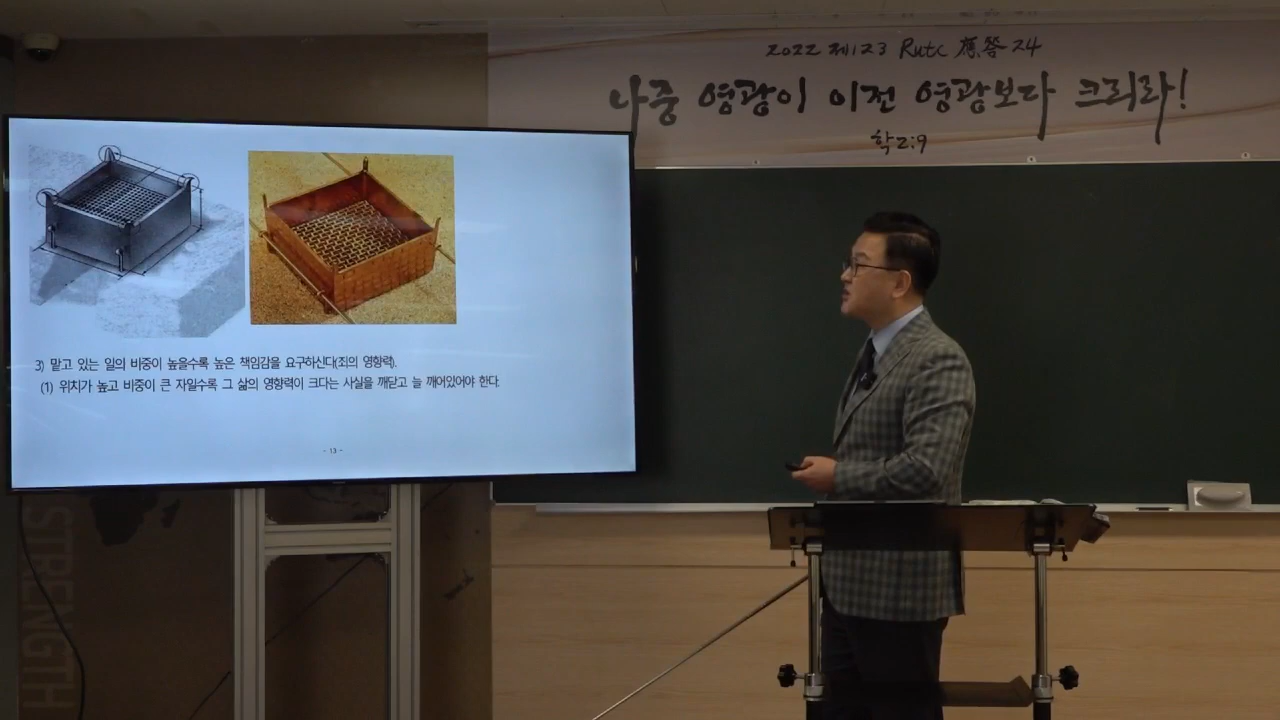 2022 제123 Rutc 應答 24
나중 영광이 이전 영광보다 크리라!
학2:9
3) 맡고 있는 일의 비중이 높을수록 높은 책임감을 요구하신다(죄의 영향력).
(1) 위치가 높고 비중이 큰 자일수록 그 삶의 영향력이 크다는 사실을 깨닫고 늘 깨어있어야 한다.
- 13 -
STRENGTH